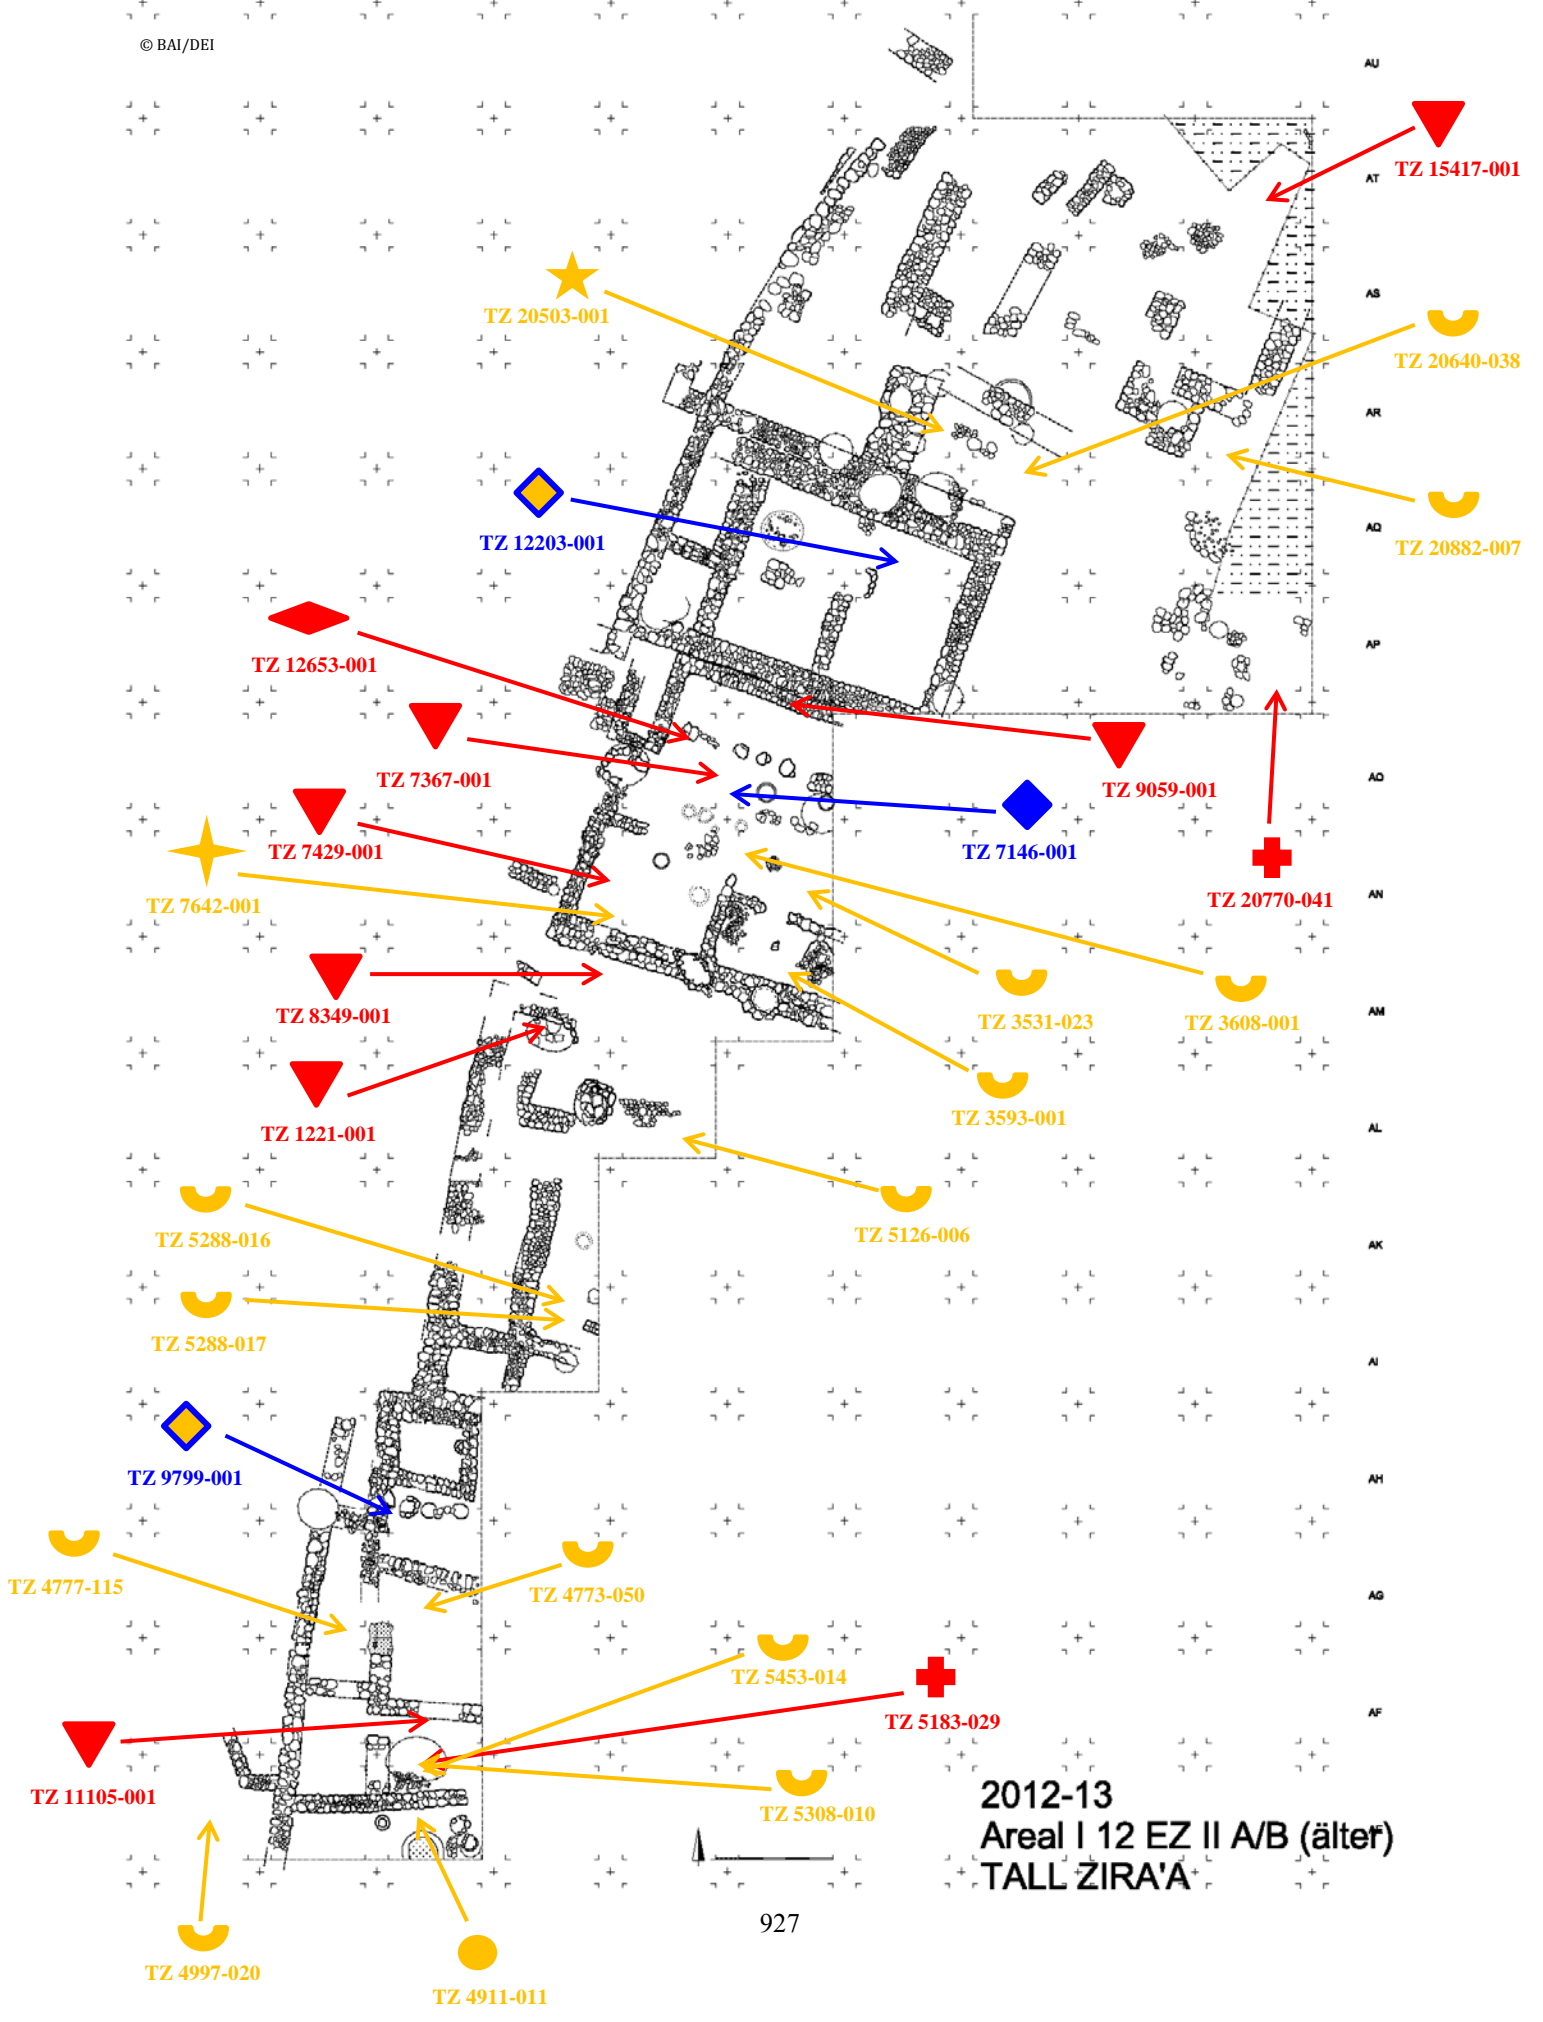 © BAI/DEI
AU
TZ 15417-001
AT
AS
TZ 20503-001
TZ 20640-038
AR
AQ
TZ 12203-001
TZ 20882-007
AP
TZ 12653-001
TZ 7367-001
AO
TZ 9059-001
TZ 7429-001
TZ 7146-001
TZ 7642-001
AN
TZ 20770-041
TZ 8349-001
AM
TZ 3531-023
TZ 3608-001
TZ 1221-001
TZ 3593-001
AL
TZ 5288-016
TZ 5126-006
AK
TZ 5288-017
AI
TZ 9799-001
AH
TZ 4777-115
TZ 4773-050
AG
TZ 5453-014
TZ 5183-029
AF
TZ 11105-001
TZ 5308-010
2012-13
AE
Areal I 12 EZ II A/B (älter)
TALL ZIRA'A
927
TZ 4997-020
TZ 4911-011